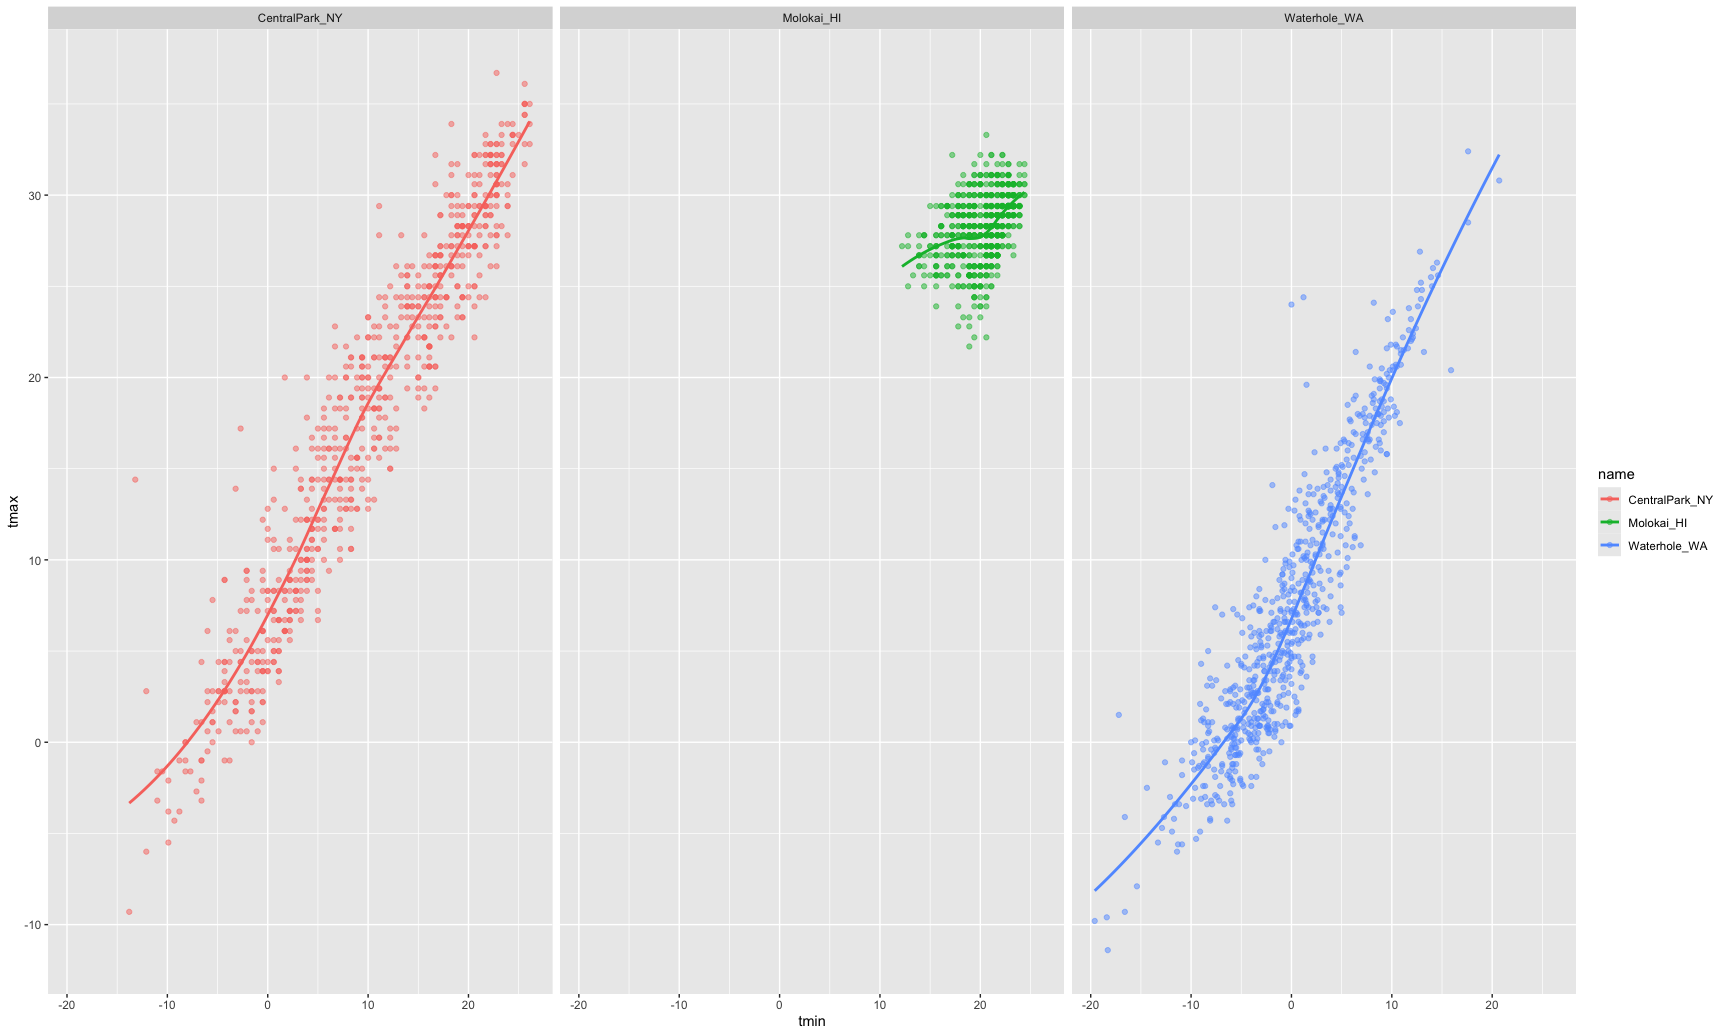 CentralPark_NY Molokai_HI Waterhole_WA
30
20
10
0
-10
tmax
-20 -10 0 10 20 -20 -10 0 10 20 -20 -10 0 10 20
tmin
name
CentralPark_NY
Molokai_HI
Waterhole_WA